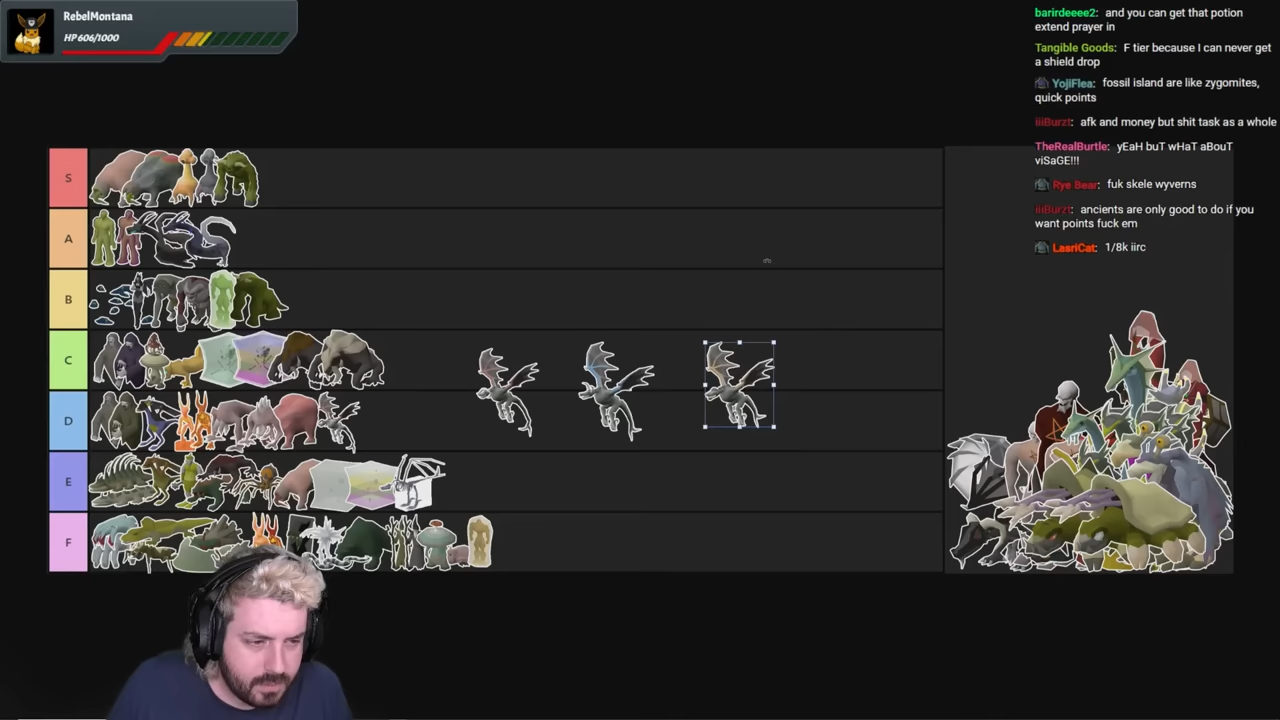 RebelMontana
HP 606/1000
barirdeeee2: and you can get that potion
extend prayer in
Tangible Goods: F tier because I can never get
a shield drop
YojiFlea: fossil island are like zygomites,
quick points
iiiBurzt: afk and money but shit task as a whole
TheRealBurtle: yEaH buT wHaT aBouT
viSaGE!!!
Rye Bear: fuk skele wyverns
iiiBurzt: ancients are only good to do if you
want points fuck em
LasriCat: 1/8k iirc
S
A
B
C
D
E
F